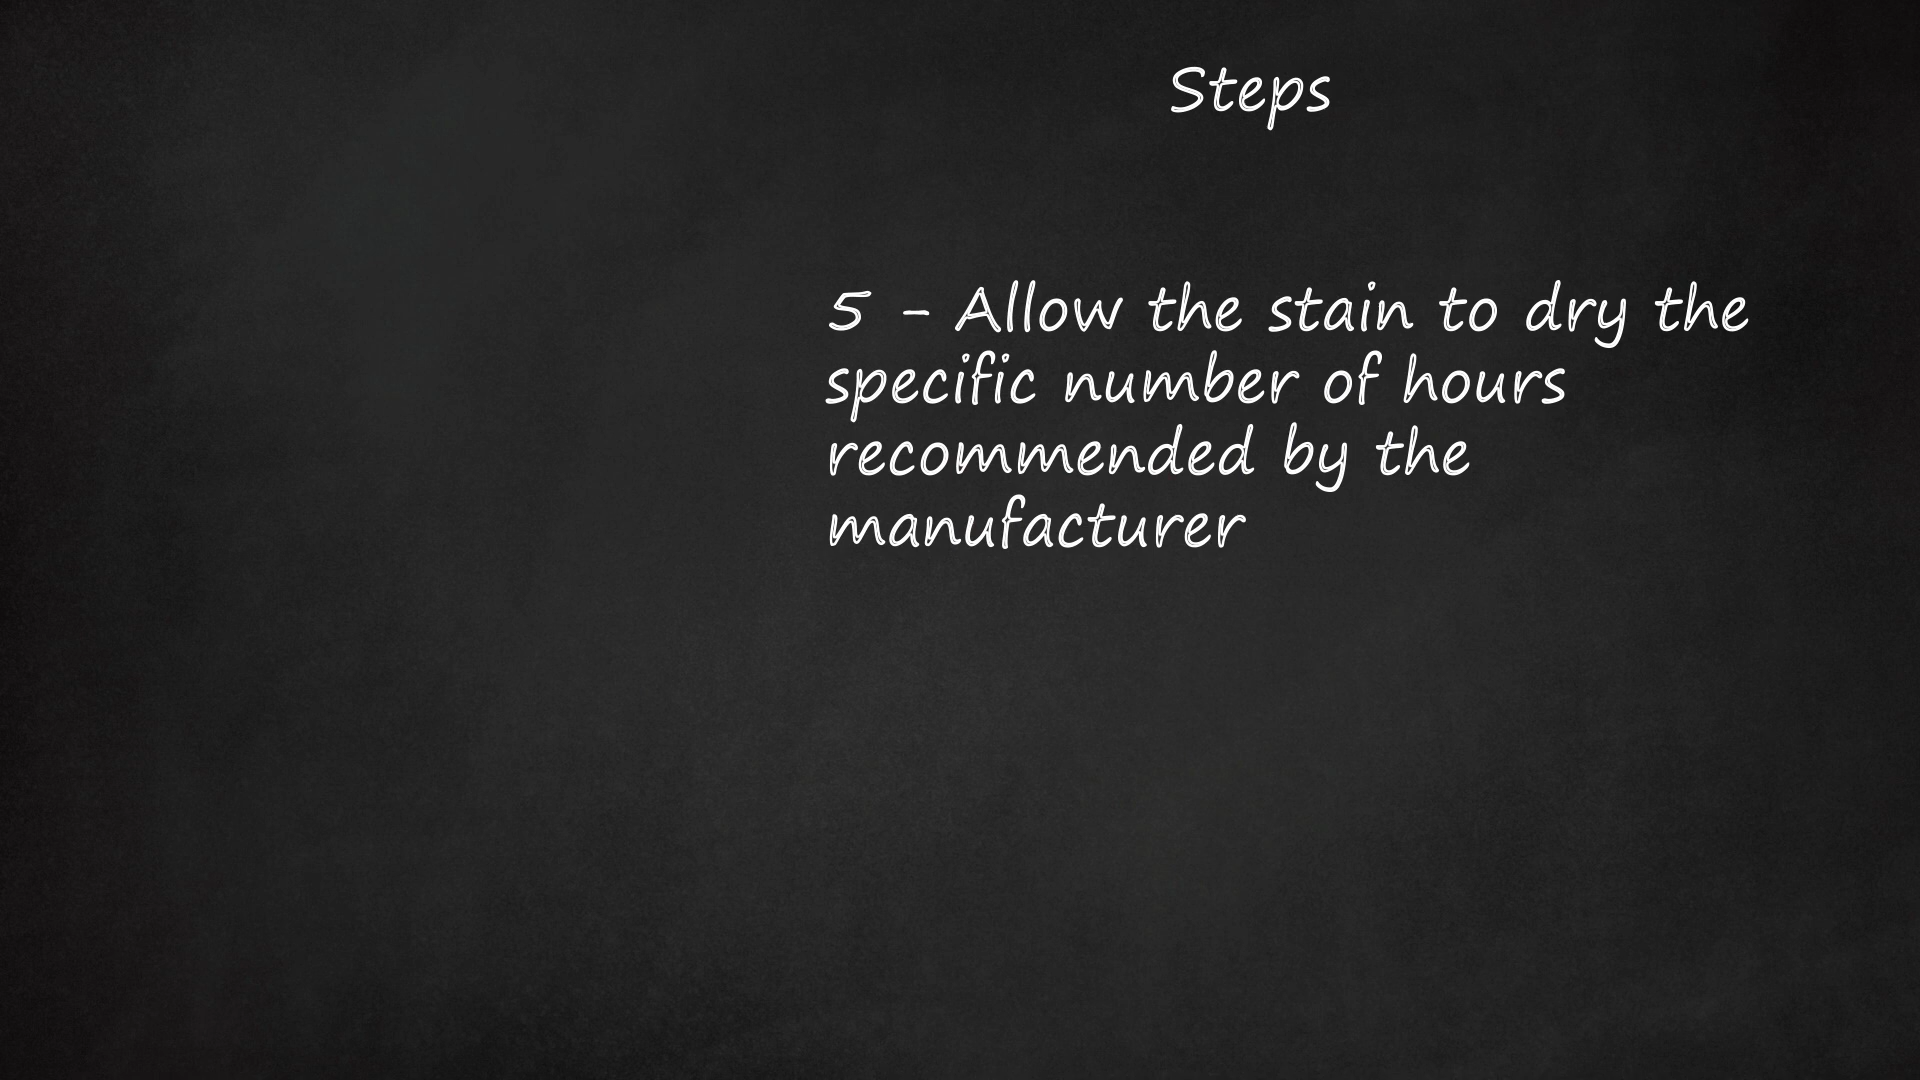 Steps
5 - Allow the stain to dry the
specific number of hours
recommended by the
manufacturer